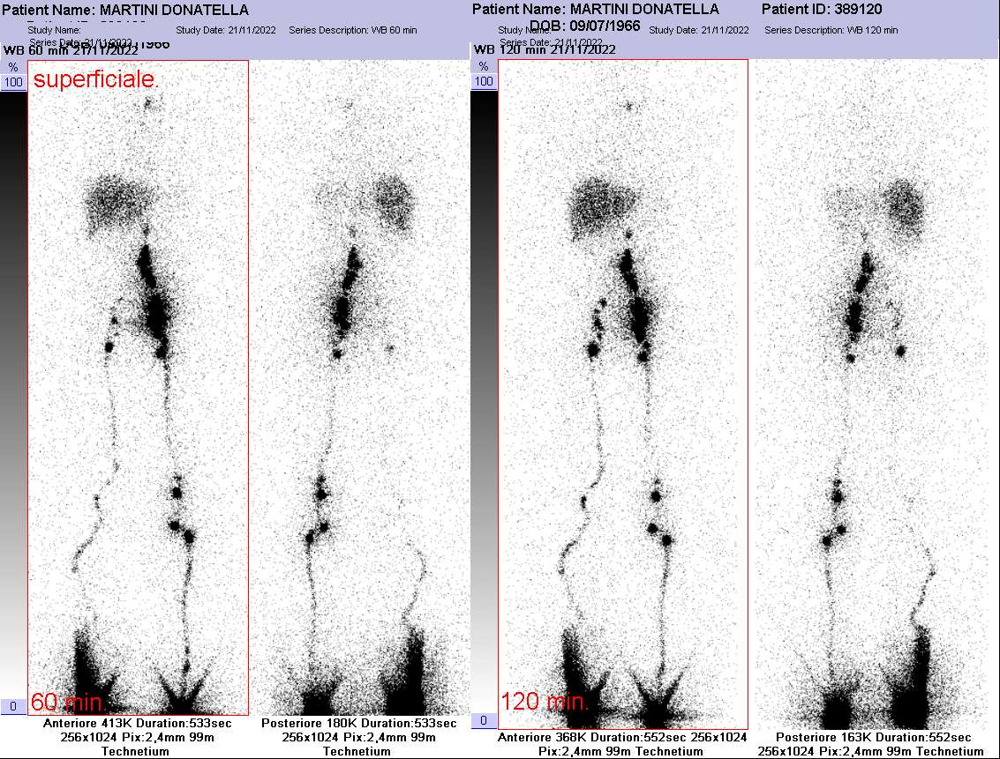 Patient Name: MARTINI DONATELLA
Study Name:
Study Date: 21/11/2022
Series Description: WB 60 min
Series Date: 21/11/2022
WB 60 min 21/11/2022
%
100
superficiale.
0
60 min.
Anteriore 413K Duration:533sec
256x1024 Pix:2,4mm 99m
Technetium
Posteriore 180K Duration:533sec
256x1024 Pix:2,4mm 99m
Technetium
Patient Name: MARTINI DONATELLA
Patient ID: 389120
DOB: 09/07/1966
Study Name:
Study Date: 21/11/2022
Series Description: WB 120 min
Series Date: 21/11/2022
WB 120 min 21/11/2022
%
100
0
120 min.
Anteriore 368K Duration:552sec 256x1024
Pix:2,4mm 99m Technetium
Posteriore 163K Duration:552sec
256x1024 Pix:2,4mm 99m Technetium